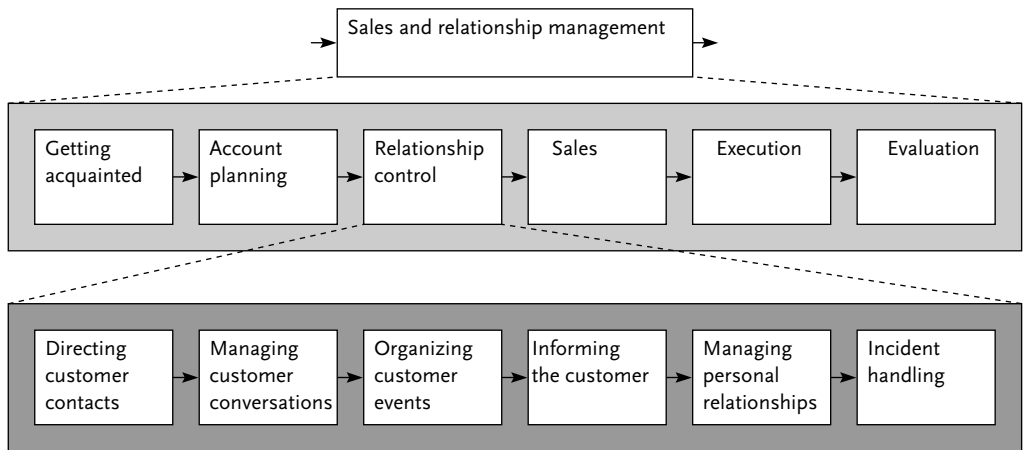 Sales and relationship management
Getting
acquainted
Account
planning
Relationship
control
Sales
Execution
Evaluation
Directing
customer
contacts
Managing
customer
conversations
Organizing
customer
events
Informing
the customer
Managing
personal
relationships
Incident
handling